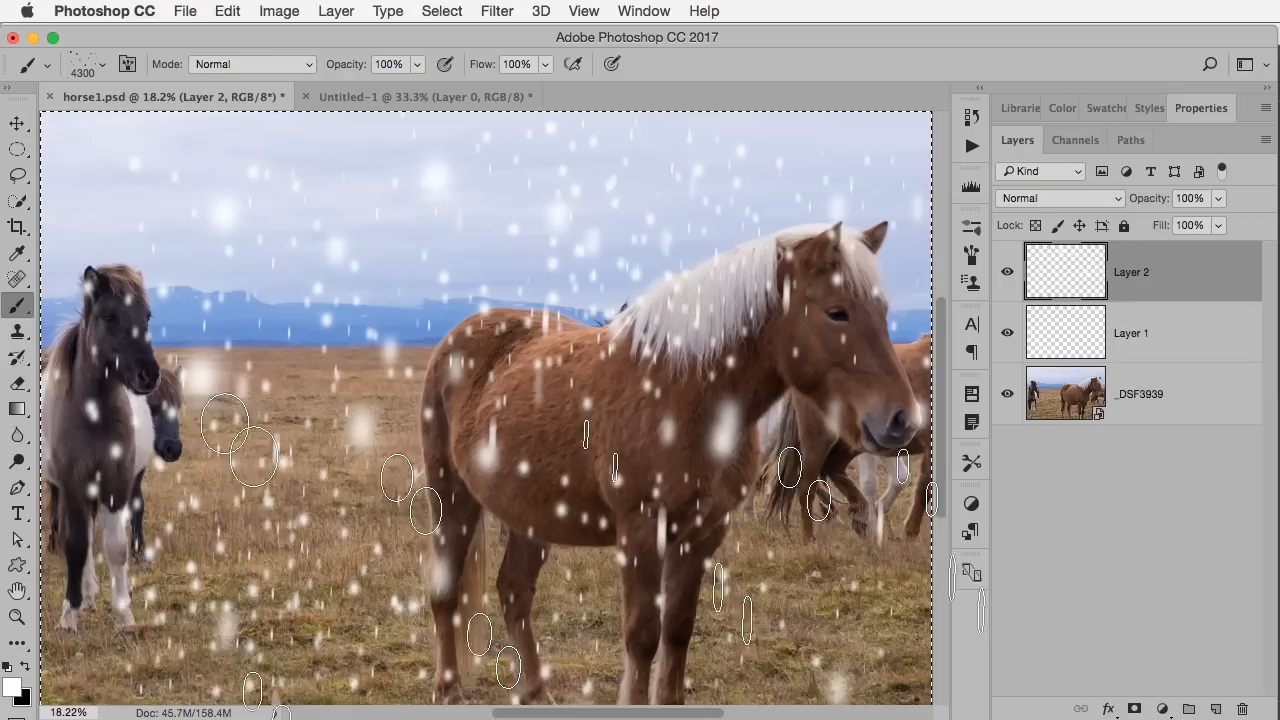 Photoshop CC File Edit Image Layer Type Select Filter 3D View Window Help
Adobe Photoshop CC 2017
4300 Mode: Normal Opacity: 100% Flow: 100%
horse1.psd @ 18.2% (Layer 2, RGB/8*) * Untitled-1 @ 33.3% (Layer 0, RGB/8) *
Librarie Color Swatche Styles Properties
Layers Channels Paths
Kind
Normal Opacity: 100%
Lock: Fill: 100%
Layer 2
Layer 1
_DSF3939
18.22% Doc: 45.7M/158.4M